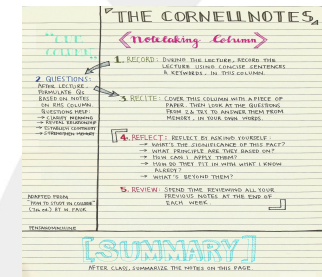 THE CORNELL NOTES
"CUE COLUMN"
Notetaking Column
1. RECORD: DURING THE LECTURE, RECORD THE
LECTURE USING CONCISE SENTENCES
& KEYWORDS, IN THIS COLUMN.
2 QUESTIONS:
AFTER LECTURE,
FORMULATE Qs
BASED ON NOTES
ON RHS COLUMN
QUESTIONS HELP:
→ CLARIFY MEANING
→ REVEAL RELATIONSHIP
→ ESTABLISH CONTINUITY
→ STRENGTHEN MEMORY
3. RECITE: COVER THIS COLUMN WITH A PIECE OF
PAPER. THEN LOOK AT THE QUESTIONS
FROM 2 & TRY TO ANSWER THEM FROM
MEMORY, IN YOUR OWN WORDS.
4. REFLECT: REFLECT BY ASKING YOURSELF:
→ WHAT'S THE SIGNIFICANCE OF THIS FACT?
→ WHAT PRINCIPLE ARE THEY BASED ON?
→ HOW CAN I APPLY THEM?
→ HOW DO THEY FIT IN WITH WHAT I KNOW
ALREADY?
→ WHAT'S BEYOND THEM?
5. REVIEW: SPEND TIME REVIEWING ALL YOUR
PREVIOUS NOTES AT THE END OF
EACH WEEK.
ADAPTED FROM
"HOW TO STUDY IN COLLEGE"
BY W. PAUK
PENSANDMACHINE
[SUMMARY]
AFTER CLASS, SUMMARIZE THE NOTES ON THIS PAGE.